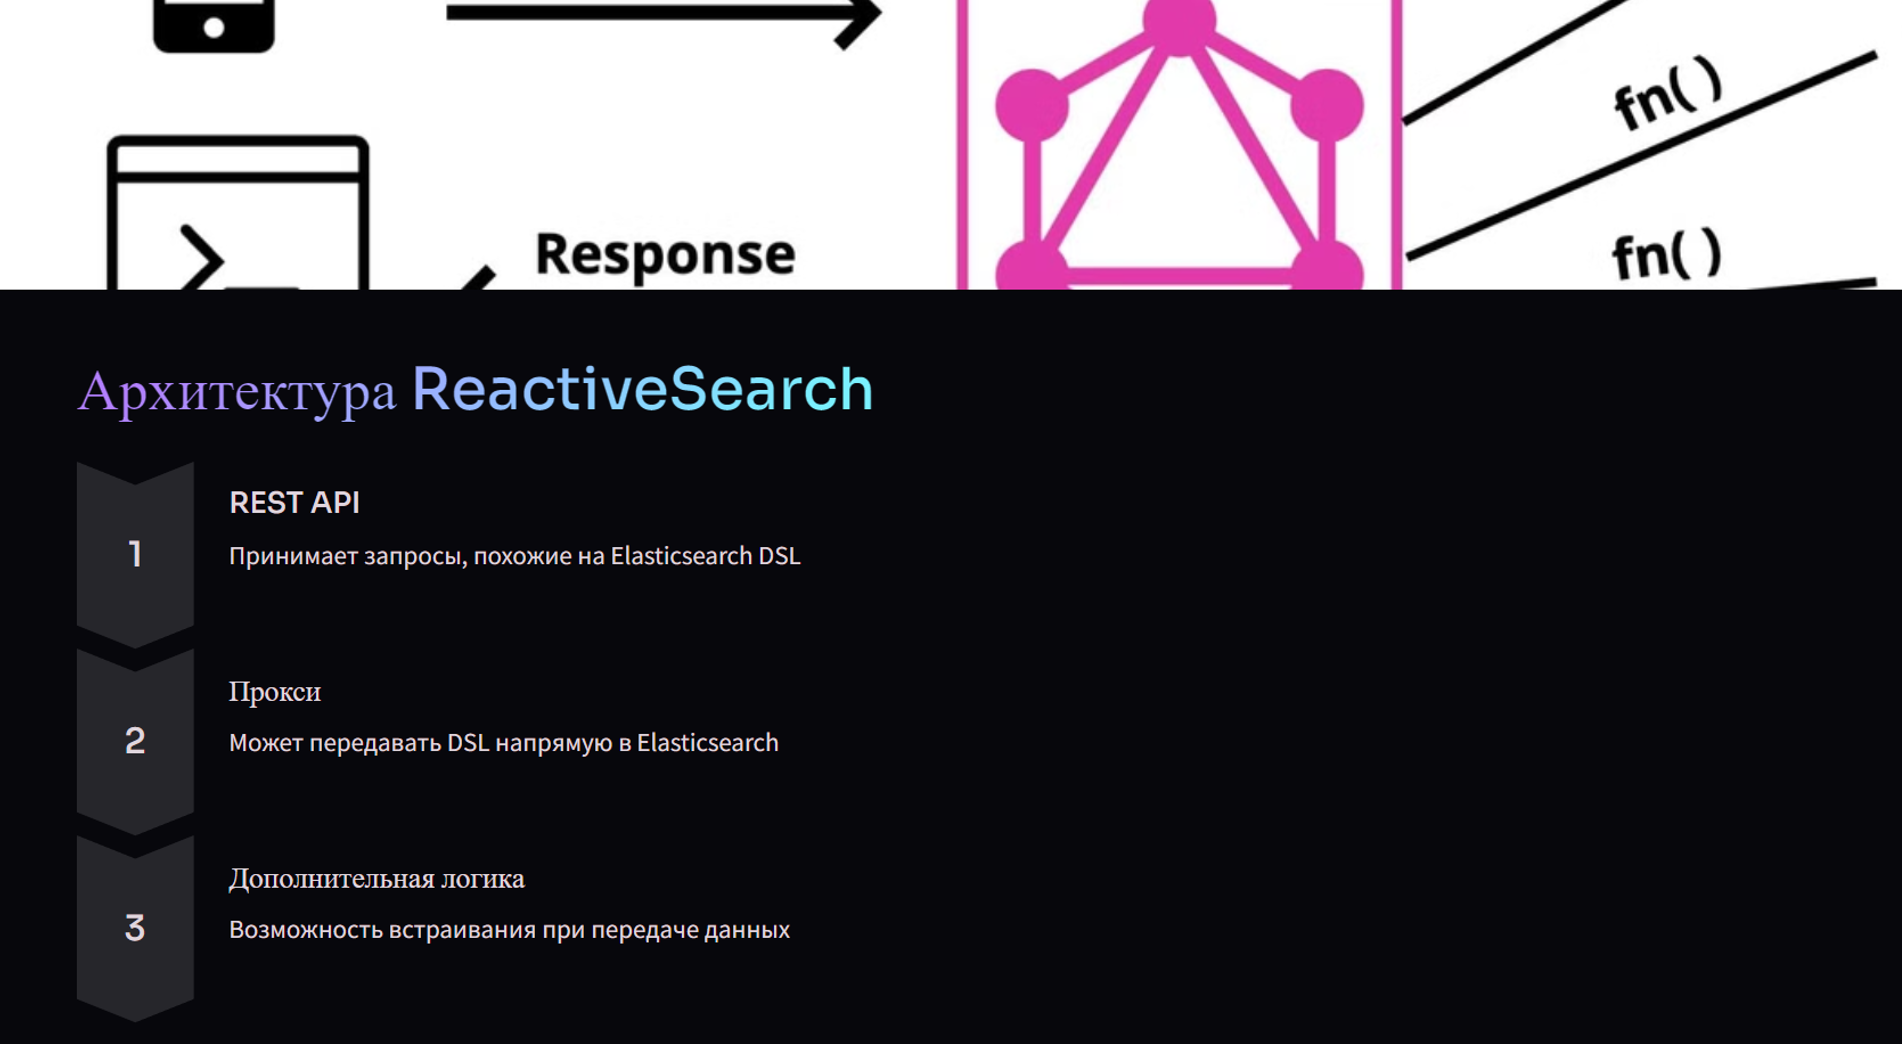 fn( )
Response
fn( )
Архитектура ReactiveSearch
1
REST API
Принимает запросы, похожие на Elasticsearch DSL
2
Прокси
Может передавать DSL напрямую в Elasticsearch
3
Дополнительная логика
Возможность встраивания при передаче данных